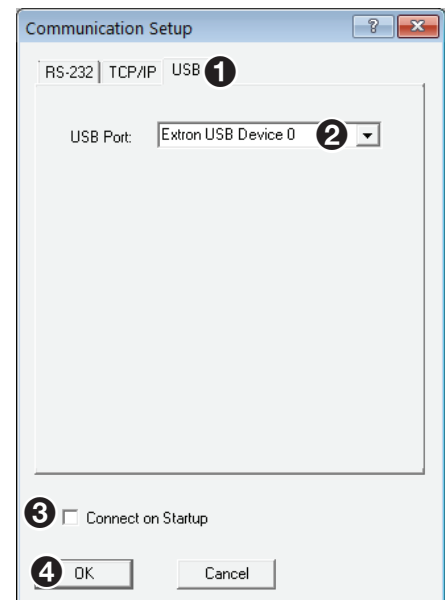 Communication Setup ? X
RS-232 TCP/IP USB 1
USB Port: Extron USB Device 0 2
3 Connect on Startup
4 OK Cancel